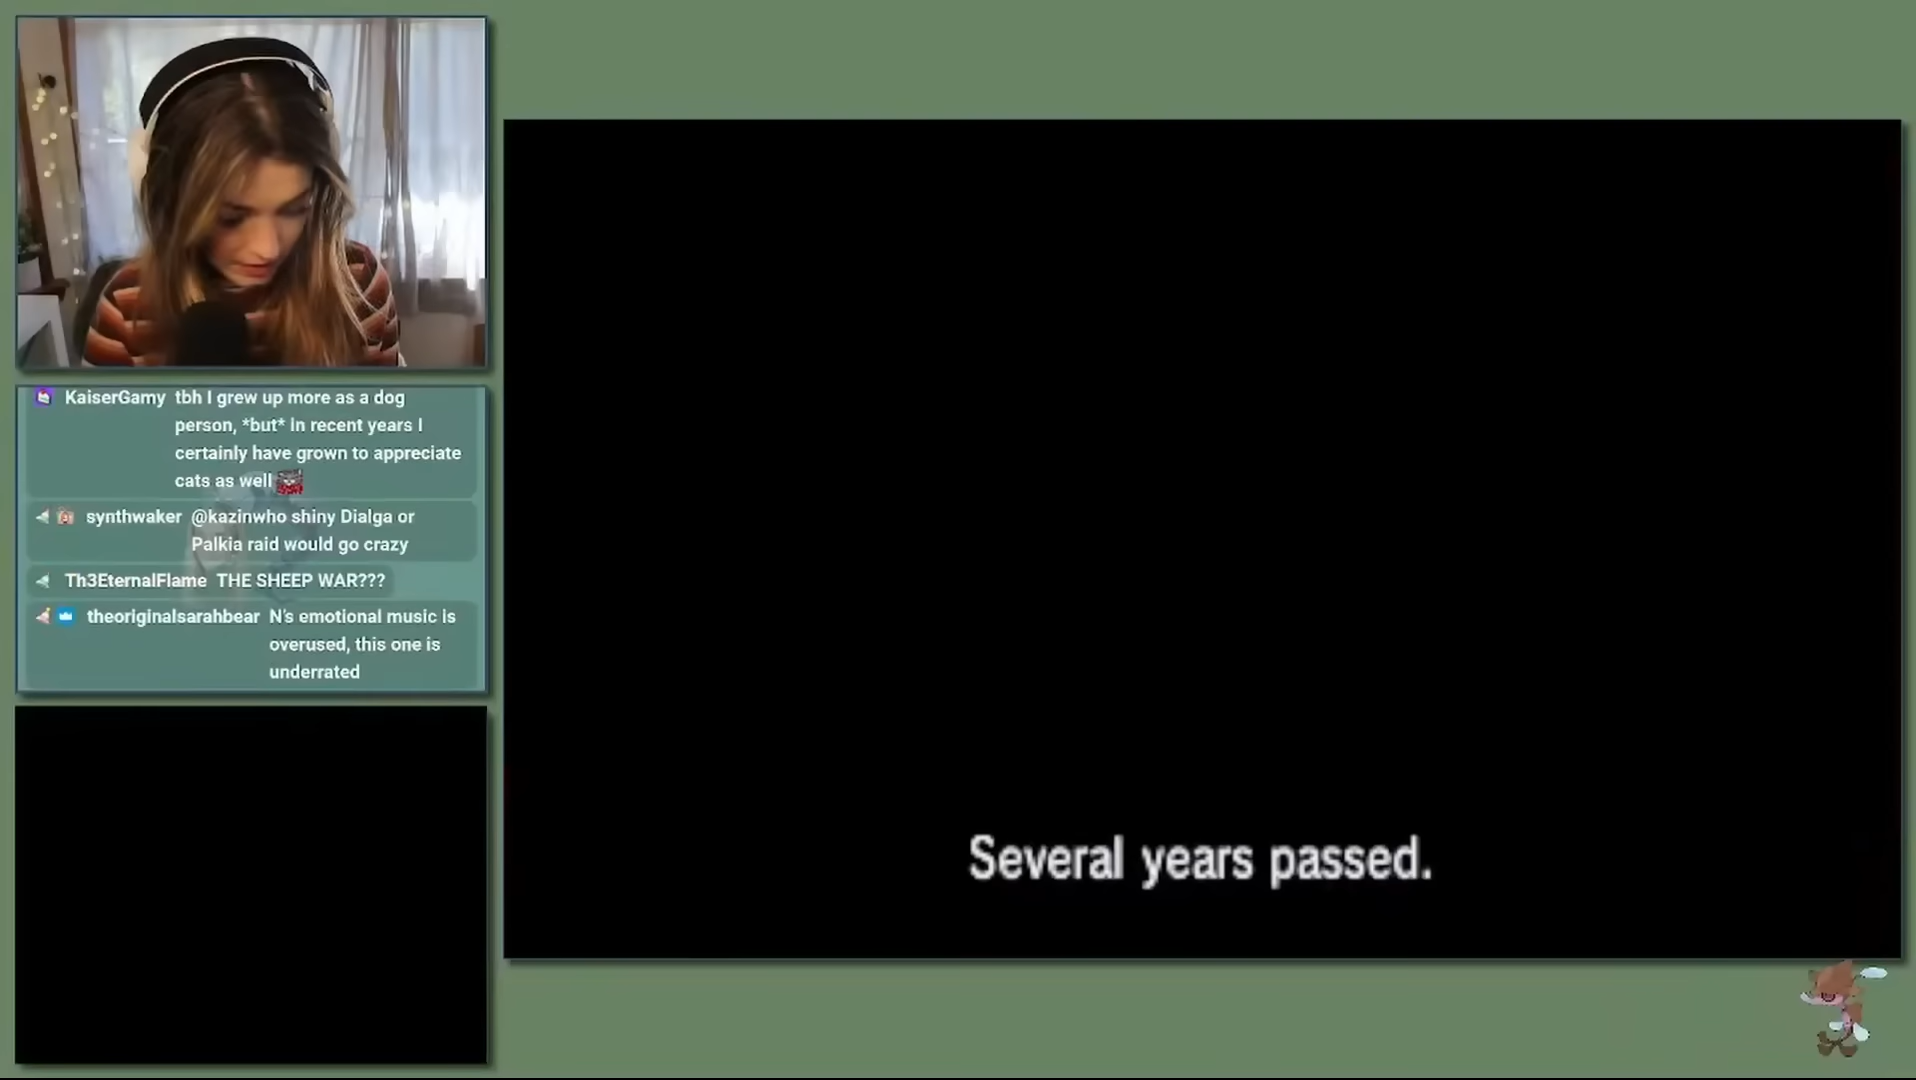 KaiserGamy tbh I grew up more as a dog
person, *but* In recent years I
certainly have grown to appreciate
cats as well
synthwaker @kazinwho shiny Dialga or
Palkia raid would go crazy
Th3EternalFlame THE SHEEP WAR???
theoriginalsarahbear N's emotional music is
overused, this one is
underrated
Several years passed.